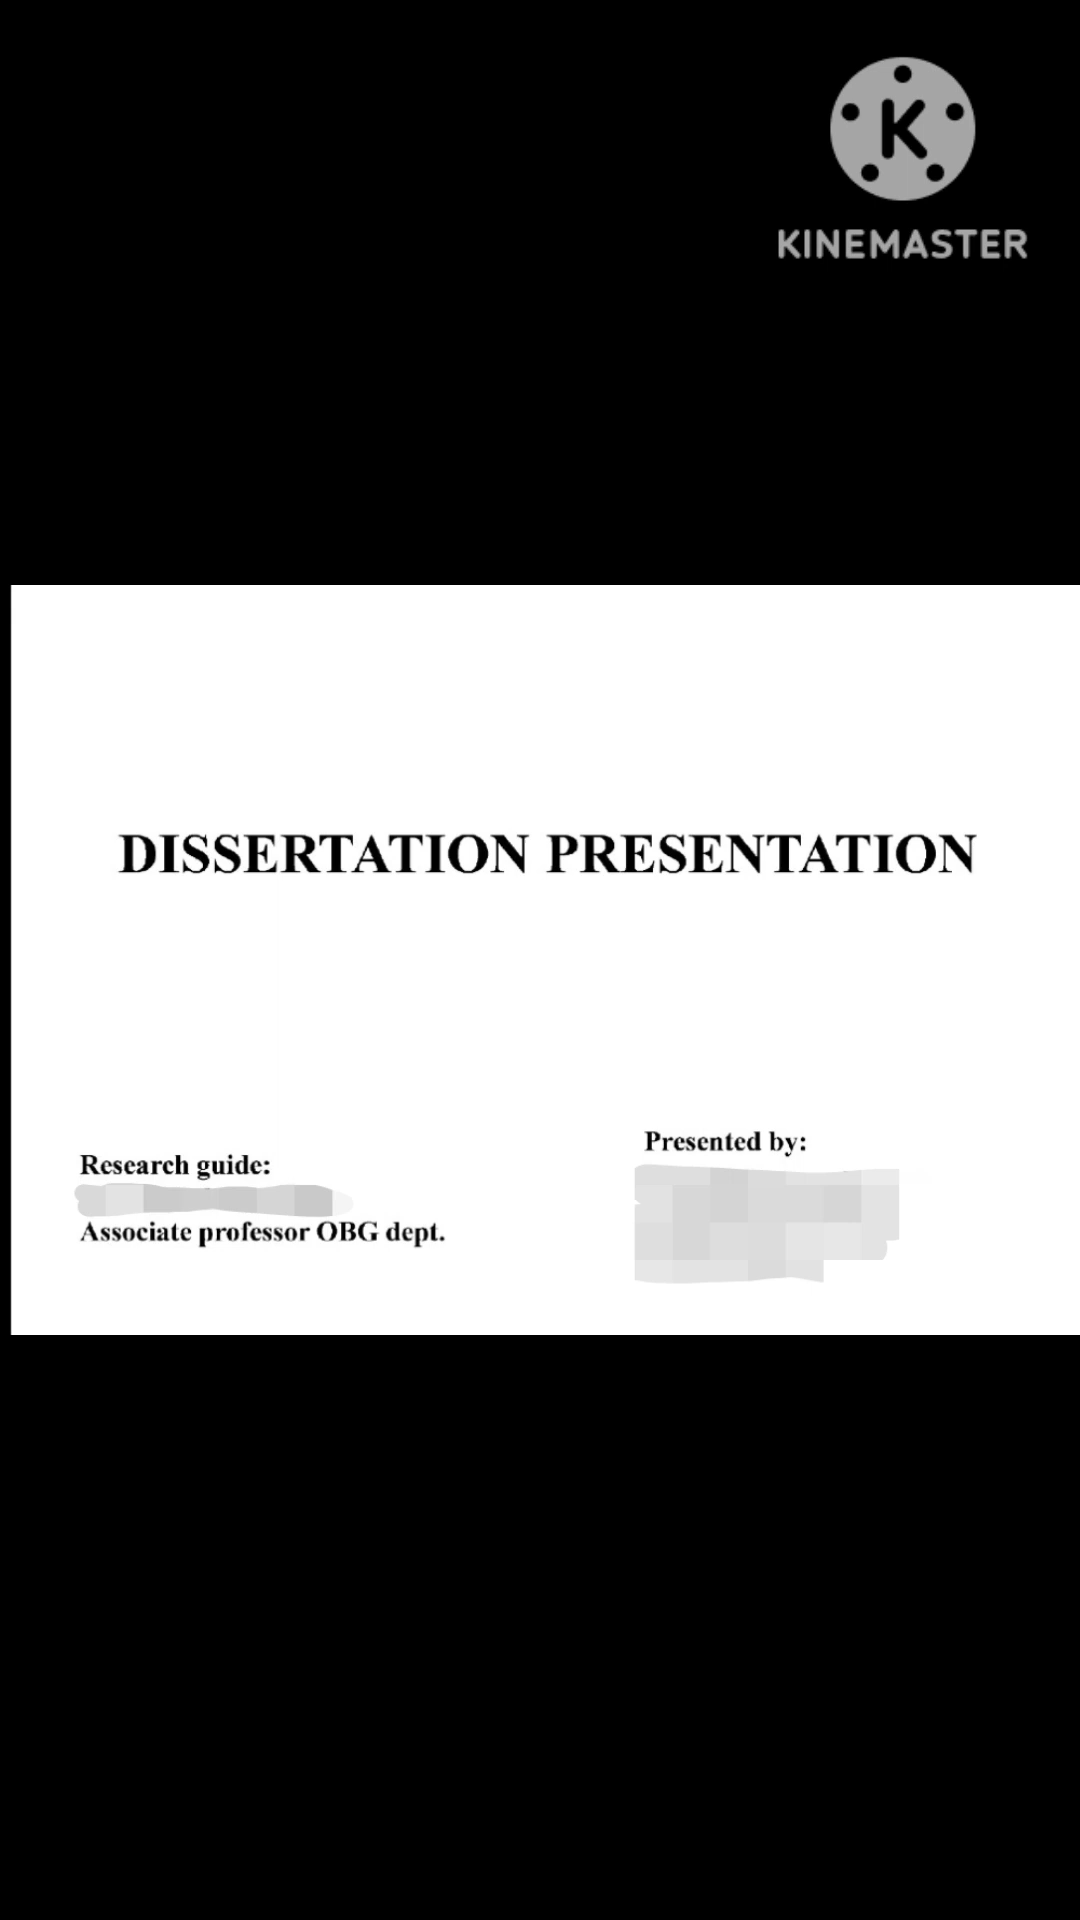 K
KINEMASTER
DISSERTATION PRESENTATION
Research guide:
Associate professor OBG dept.
Presented by: